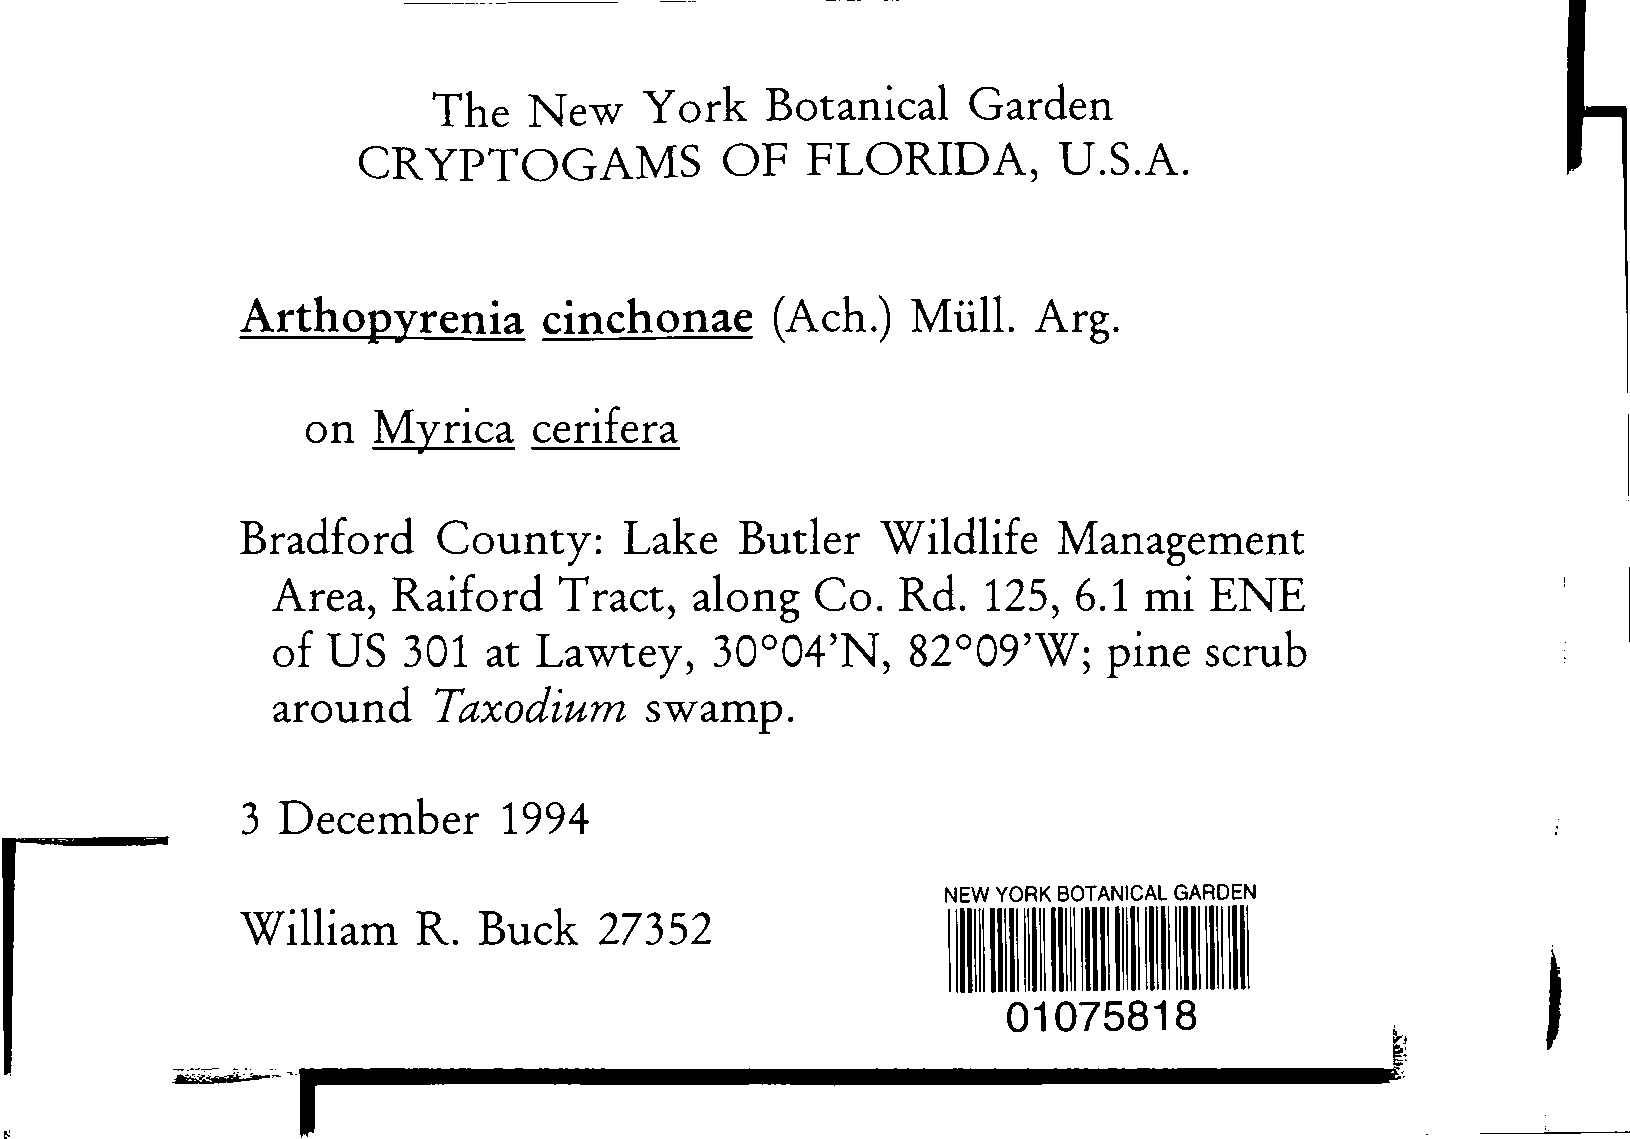 The New York Botanical Garden
CRYPTOGAMS OF FLORIDA, U.S.A.
Arthopyrenia cinchonae (Ach.) Müll. Arg.
on Myrica cerifera
Bradford County: Lake Butler Wildlife Management
Area, Raiford Tract, along Co. Rd. 125, 6.1 mi ENE
of US 301 at Lawtey, 30°04’N, 82°09’W; pine scrub
around Taxodium swamp.
3 December 1994
William R. Buck 27352
NEW YORK BOTANICAL GARDEN
01075818